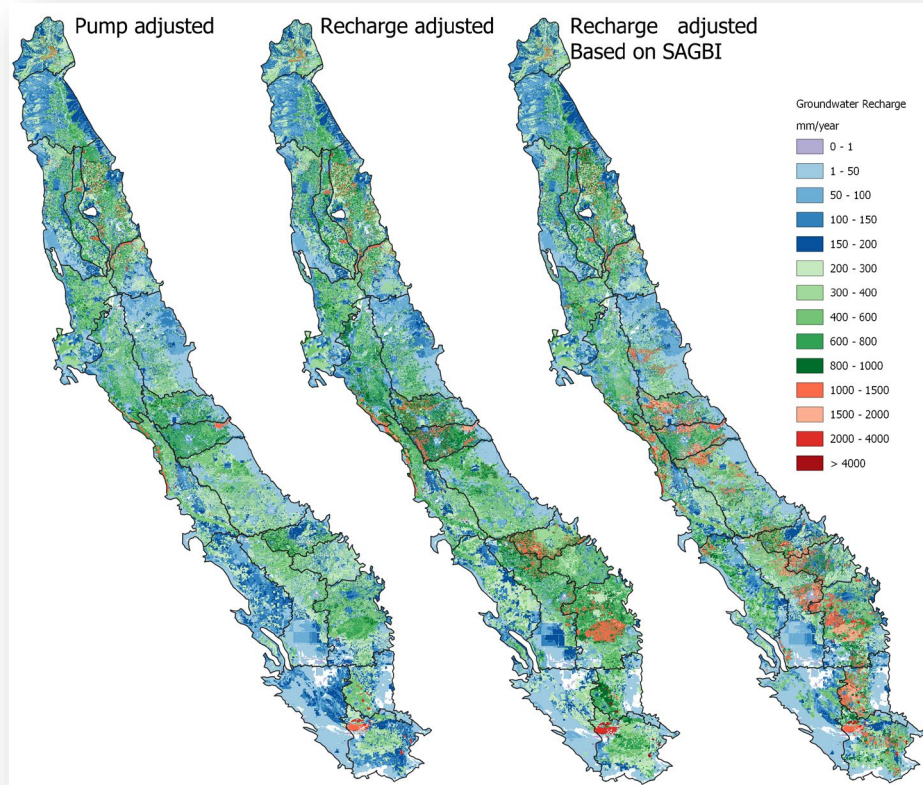 Pump adjusted
Recharge adjusted
Recharge adjusted
Based on SAGBI
Groundwater Recharge
mm/year
0 - 1
1 - 50
50 - 100
100 - 150
150 - 200
200 - 300
300 - 400
400 - 600
600 - 800
800 - 1000
1000 - 1500
1500 - 2000
2000 - 4000
> 4000